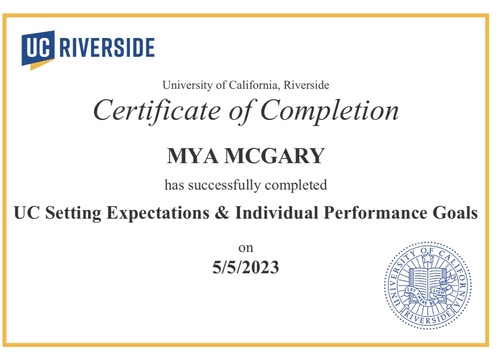 UC RIVERSIDE
University of California, Riverside
Certificate of Completion
MYA MCGARY
has successfully completed
UC Setting Expectations & Individual Performance Goals
on
5/5/2023
UNIVERSITY OF CALIFORNIA
RIVERSIDE